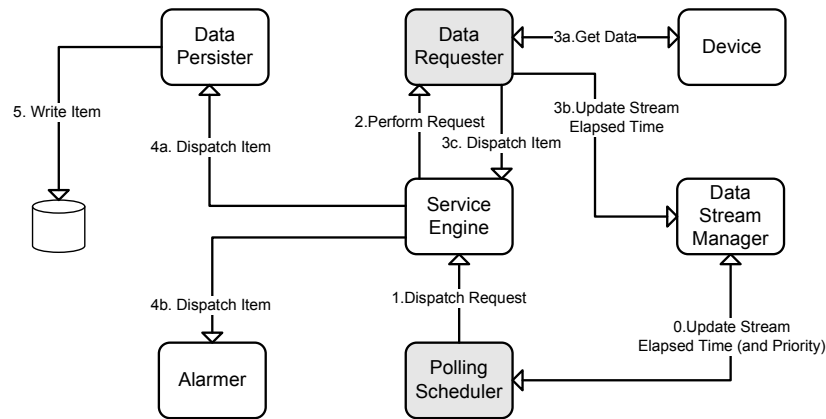 Data
Persister
Data
Requester
3a.Get Data
Device
5. Write Item
2.Perform Request
3b.Update Stream
Elapsed Time
4a. Dispatch Item
3c. Dispatch Item
Service
Engine
Data
Stream
Manager
4b. Dispatch Item
1.Dispatch Request
0.Update Stream
Elapsed Time (and Priority)
Alarmer
Polling
Scheduler